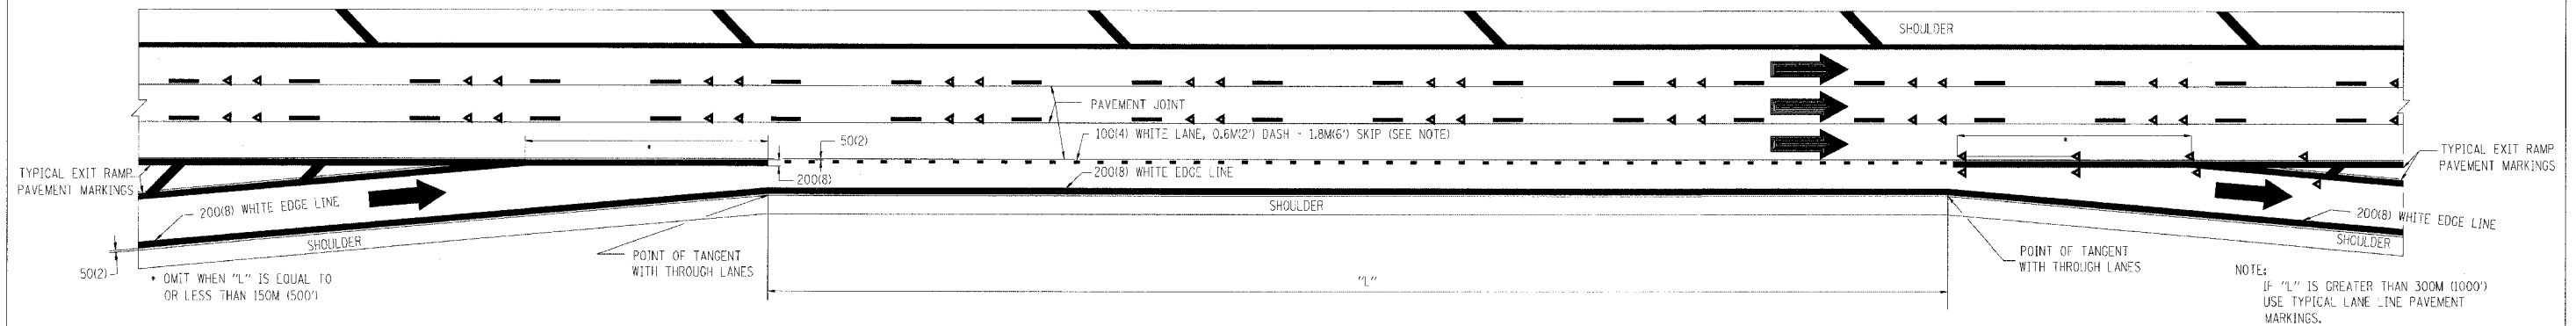 SHOULDER
PAVEMENT JOINT
100(4) WHITE LANE, 0.6M(2') DASH - 1.8M(6') SKIP (SEE NOTE)
50(2)
*
*
TYPICAL EXIT RAMP
PAVEMENT MARKINGS
TYPICAL EXIT RAMP
PAVEMENT MARKINGS
200(8)
200(8) WHITE EDGE LINE
200(8) WHITE EDGE LINE
SHOULDER
200(8) WHITE EDGE LINE
SHOULDER
SHOULDER
50(2)
POINT OF TANGENT
WITH THROUGH LANES
POINT OF TANGENT
WITH THROUGH LANES
* OMIT WHEN "L" IS EQUAL TO
OR LESS THAN 150M (500')
"L"
NOTE:
IF "L" IS GREATER THAN 300M (1000')
USE TYPICAL LANE LINE PAVEMENT
MARKINGS.